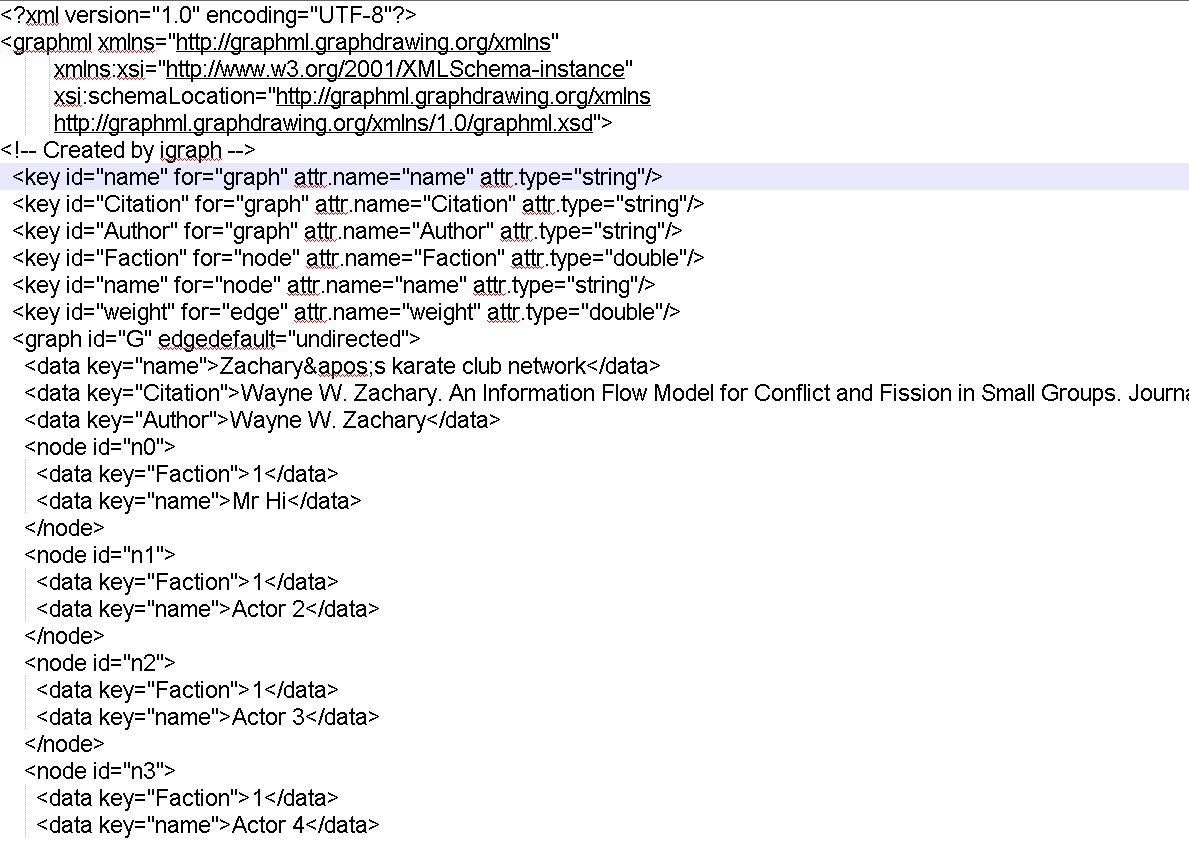 <?xml version="1.0" encoding="UTF-8"?>
<graphml xmlns="http://graphml.graphdrawing.org/xmlns"
xmlns:xsi="http://www.w3.org/2001/XMLSchema-instance"
xsi:schemaLocation="http://graphml.graphdrawing.org/xmlns
http://graphml.graphdrawing.org/xmlns/1.0/graphml.xsd">
<!-- Created by igraph -->
<key id="name" for="graph" attr.name="name" attr.type="string"/>
<key id="Citation" for="graph" attr.name="Citation" attr.type="string"/>
<key id="Author" for="graph" attr.name="Author" attr.type="string"/>
<key id="Faction" for="node" attr.name="Faction" attr.type="double"/>
<key id="name" for="node" attr.name="name" attr.type="string"/>
<key id="weight" for="edge" attr.name="weight" attr.type="double"/>
<graph id="G" edgedefault="undirected">
<data key="name">Zachary&apos;s karate club network</data>
<data key="Citation">Wayne W. Zachary. An Information Flow Model for Conflict and Fission in Small Groups. Journa
<data key="Author">Wayne W. Zachary</data>
<node id="n0">
<data key="Faction">1</data>
<data key="name">Mr Hi</data>
</node>
<node id="n1">
<data key="Faction">1</data>
<data key="name">Actor 2</data>
</node>
<node id="n2">
<data key="Faction">1</data>
<data key="name">Actor 3</data>
</node>
<node id="n3">
<data key="Faction">1</data>
<data key="name">Actor 4</data>